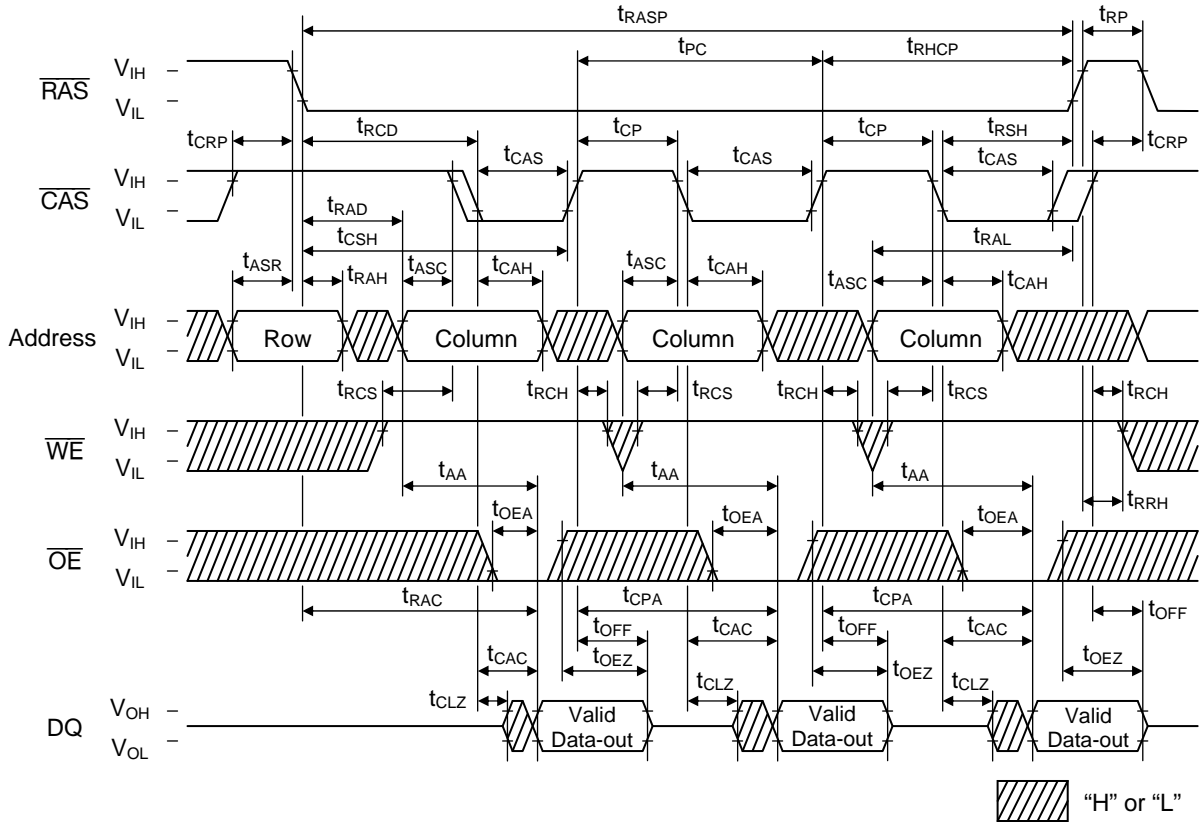 tRASP tRP
tPC tRHCP
RAS VIH
VIL
tCRP tRCD tCP tCP tRSH tCRP
tCAS tCAS tCAS
CAS VIH
VIL
tRAD
tCSH tRAL
tASR tRAH tASC tCAH tASC tCAH tASC tCAH
Address VIH
VIL
Row Column Column Column
tRCS tRCH tRCS tRCH tRCS tRCH
WE VIH
VIL
tAA tAA tAA
tRRH
tOEA tOEA tOEA
OE VIH
VIL
tRAC tCPA tCPA
tOFF tCAC tOFF tCAC tOFF
tCAC tOEZ tOEZ tOEZ
tCLZ tCLZ tCLZ
DQ VOH
VOL
Valid Data-out
Valid Data-out
Valid Data-out
“H” or “L”